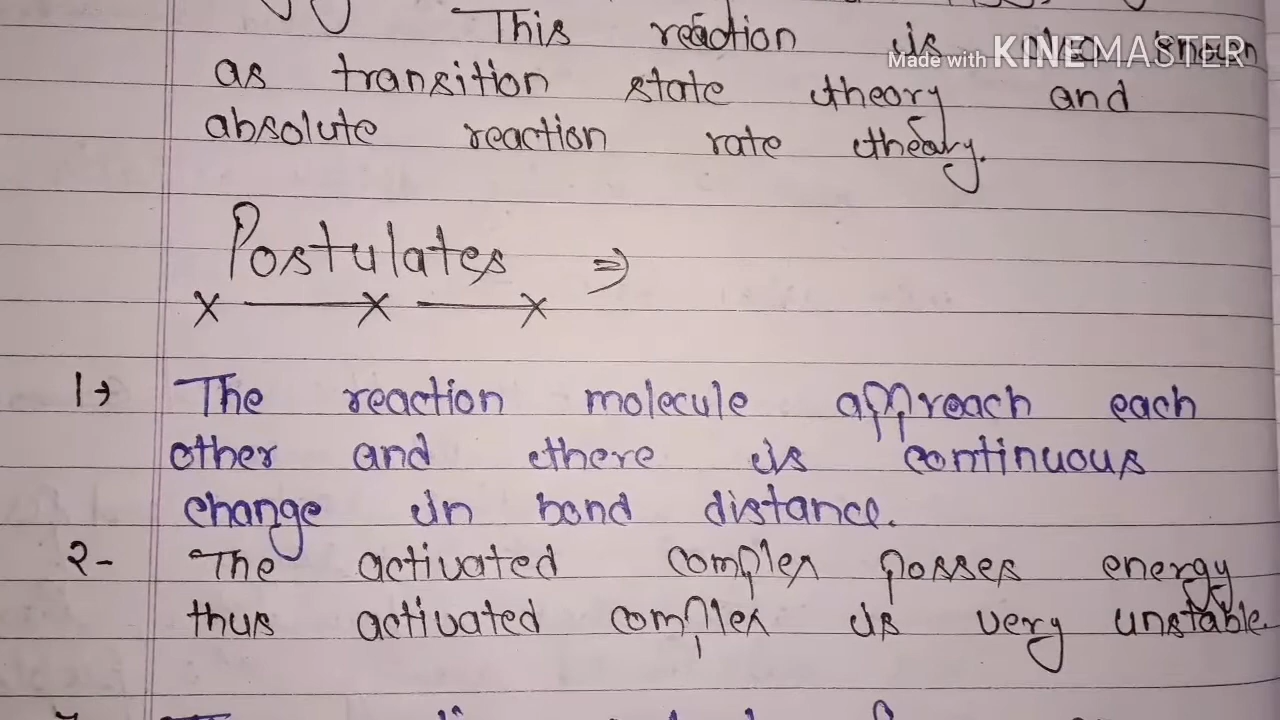 This reaction is also known
as transition state theory and
absolute reaction rate theory.
Made with KINEMASTER
Postulates ⇒
1→ The reaction molecule approach each
other and there is continuous
change in bond distance.
2- The activated complex posses energy
thus activated complex is very unstable.